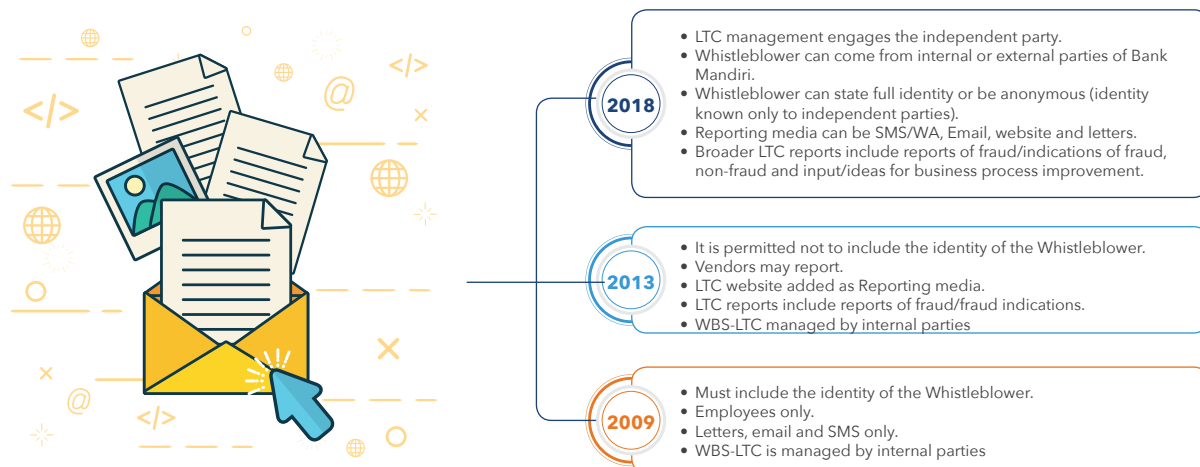 2018
• LTC management engages the independent party.
• Whistleblower can come from internal or external parties of Bank
Mandiri.
• Whistleblower can state full identity or be anonymous (identity
known only to independent parties).
• Reporting media can be SMS/WA, Email, website and letters.
• Broader LTC reports include reports of fraud/indications of fraud,
non-fraud and input/ideas for business process improvement.
2013
• It is permitted not to include the identity of the Whistleblower.
• Vendors may report.
• LTC website added as Reporting media.
• LTC reports include reports of fraud/fraud indications.
• WBS-LTC managed by internal parties
2009
• Must include the identity of the Whistleblower.
• Employees only.
• Letters, email and SMS only.
• WBS-LTC is managed by internal parties